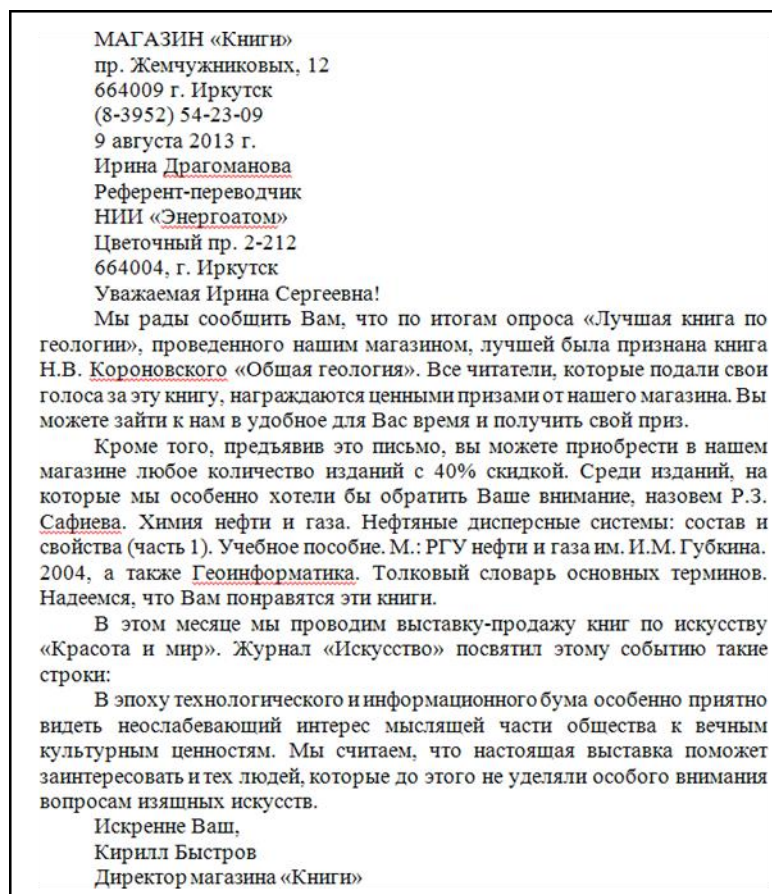 МАГАЗИН «Книги»
пр. Жемчужниковых, 12
664009 г. Иркутск
(8-3952) 54-23-09
9 августа 2013 г.
Ирина Драгоманова
Референт-переводчик
НИИ «Энергоатом»
Цветочный пр. 2-212
664004, г. Иркутск
Уважаемая Ирина Сергеевна!
Мы рады сообщить Вам, что по итогам опроса «Лучшая книга по
геологии», проведенного нашим магазином, лучшей была признана книга
Н.В. Короновского «Общая геология». Все читатели, которые подали свои
голоса за эту книгу, награждаются ценными призами от нашего магазина. Вы
можете зайти к нам в удобное для Вас время и получить свой приз.
Кроме того, предъявив это письмо, вы можете приобрести в нашем
магазине любое количество изданий с 40% скидкой. Среди изданий, на
которые мы особенно хотели бы обратить Ваше внимание, назовем Р.З.
Сафиева. Химия нефти и газа. Нефтяные дисперсные системы: состав и
свойства (часть 1). Учебное пособие. М.: РГУ нефти и газа им. И.М. Губкина.
2004, а также Геоинформатика. Толковый словарь основных терминов.
Надеемся, что Вам понравятся эти книги.
В этом месяце мы проводим выставку-продажу книг по искусству
«Красота и мир». Журнал «Искусство» посвятил этому событию такие
строки:
В эпоху технологического и информационного бума особенно приятно
видеть неослабевающий интерес мыслящей части общества к вечным
культурным ценностям. Мы считаем, что настоящая выставка поможет
заинтересовать и тех людей, которые до этого не уделяли особого внимания
вопросам изящных искусств.
Искренне Ваш,
Кирилл Быстров
Директор магазина «Книги»